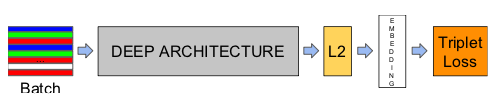 ...
Batch
DEEP ARCHITECTURE
L2
EMBEDDING
Triplet
Loss